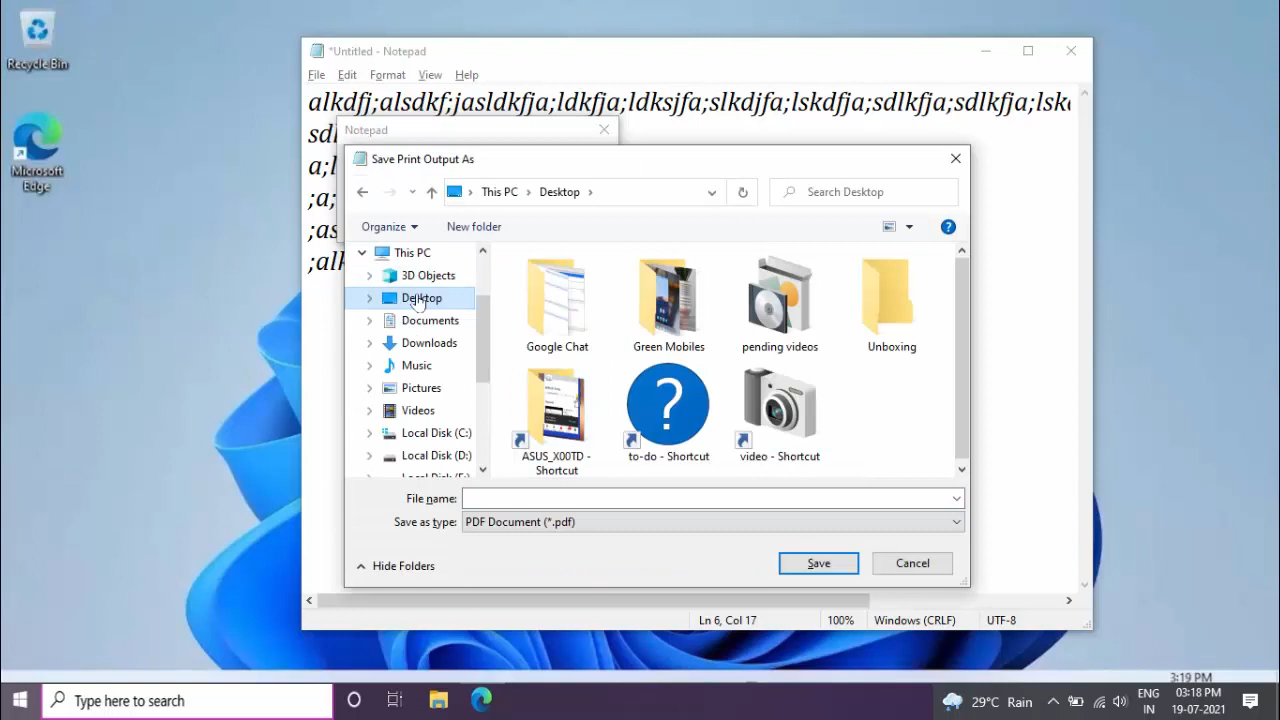 Recycle Bin
Microsoft
Edge
*Untitled - Notepad
File Edit Format View Help
alkdfj;alsdkf;jasldkfja;ldkfja;ldksjfa;slkdjfa;lskdfja;sdlkfja;sdlkfja;lskd
sdl
Notepad
a;l
;a;
;as
;alk
Save Print Output As
This PC Desktop
Search Desktop
Organize New folder
This PC
3D Objects
Desktop
Documents
Downloads
Music
Pictures
Videos
Local Disk (C:)
Local Disk (D:)
Google Chat
Green Mobiles
pending videos
Unboxing
ASUS_X00TD -
Shortcut
to-do - Shortcut
video - Shortcut
File name:
Save as type: PDF Document (*.pdf)
Hide Folders
Save
Cancel
Ln 6, Col 17 100% Windows (CRLF) UTF-8
3:19 PM
Type here to search
29°C Rain
ENG
IN
03:18 PM
19-07-2021